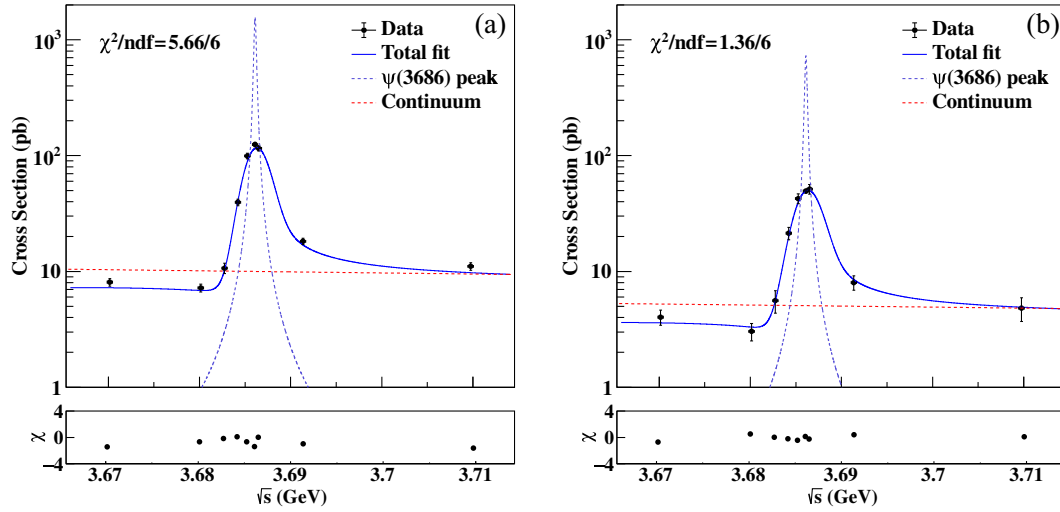 (a)
χ²/ndf=5.66/6
Data
Total fit
ψ(3686) peak
Continuum
10³
10²
10
1
Cross Section (pb)
4
0
−4
χ
3.67 3.68 3.69 3.7 3.71
√s (GeV)
(b)
χ²/ndf=1.36/6
Data
Total fit
ψ(3686) peak
Continuum
10³
10²
10
1
Cross Section (pb)
4
0
−4
χ
3.67 3.68 3.69 3.7 3.71
√s (GeV)